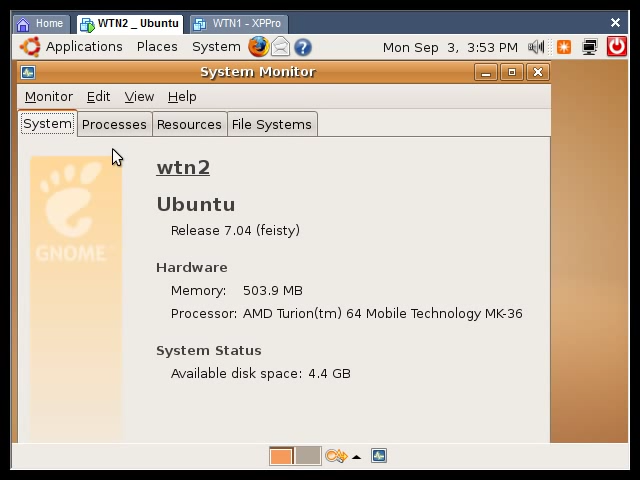 Home WTN2 _ Ubuntu WTN1 - XPPro
Applications Places System Mon Sep 3, 3:53 PM
System Monitor
Monitor Edit View Help
System Processes Resources File Systems
wtn2
Ubuntu
Release 7.04 (feisty)
GNOME™
Hardware
Memory: 503.9 MB
Processor: AMD Turion(tm) 64 Mobile Technology MK-36
System Status
Available disk space: 4.4 GB